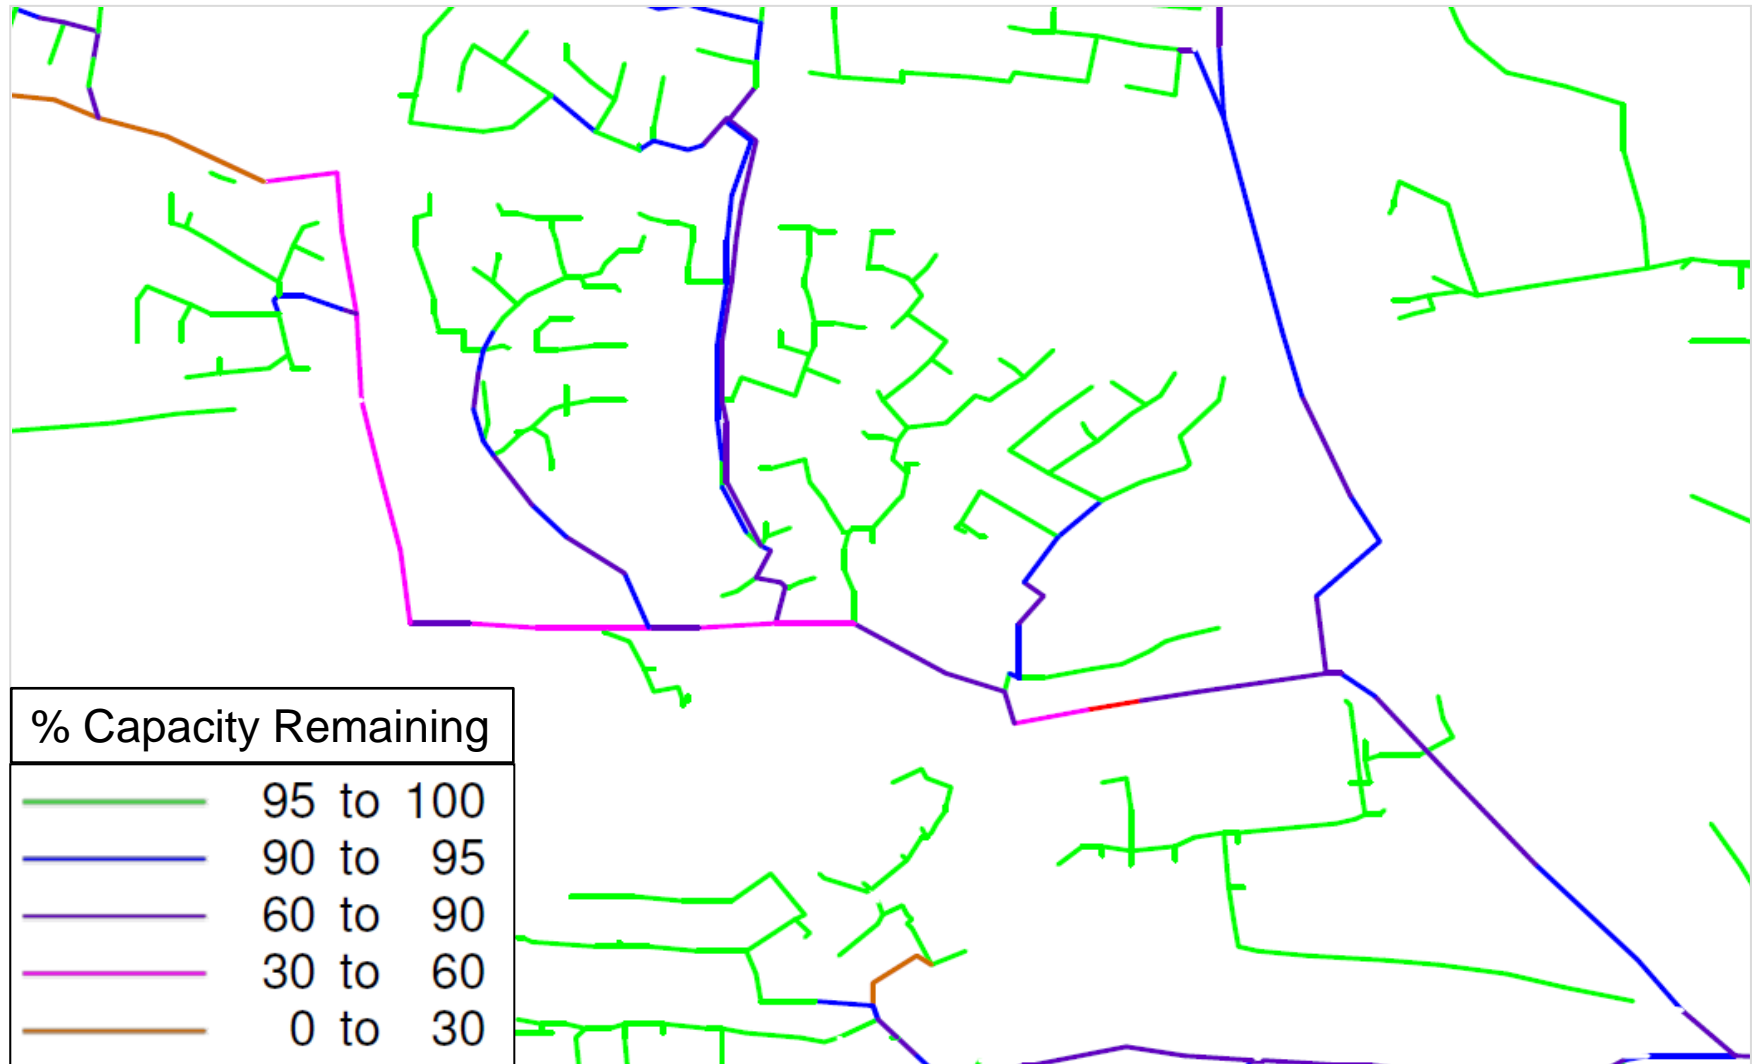 % Capacity Remaining
95 to 100
90 to 95
60 to 90
30 to 60
0 to 30